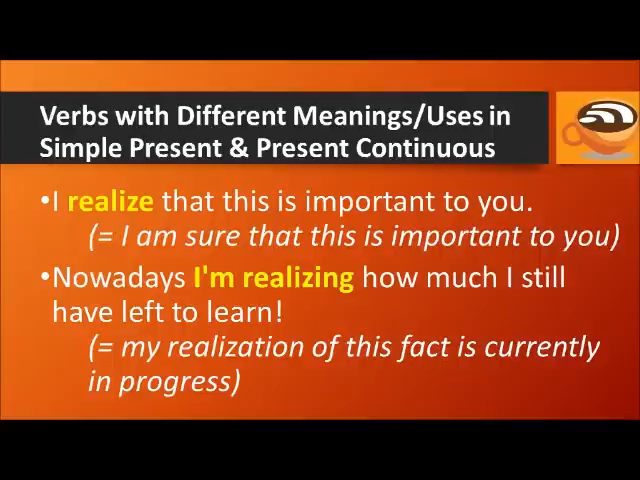 Verbs with Different Meanings/Uses in
Simple Present & Present Continuous
•I realize that this is important to you.
(= I am sure that this is important to you)
•Nowadays I'm realizing how much I still
have left to learn!
(= my realization of this fact is currently
in progress)